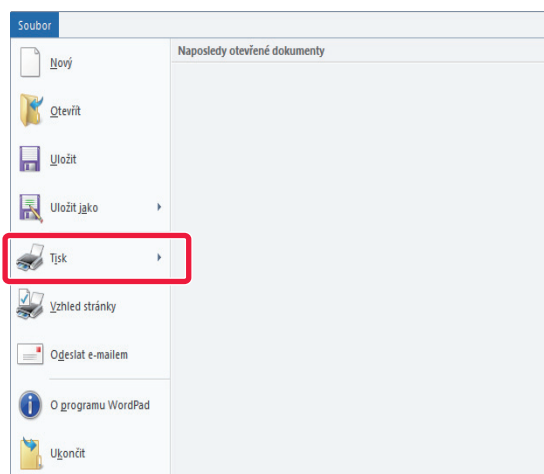 Soubor
Naposledy otevřené dokumenty
Nový
Otevřít
Uložit
Uložit jako
Tisk
Vzhled stránky
Odeslat e-mailem
O programu WordPad
Ukončit